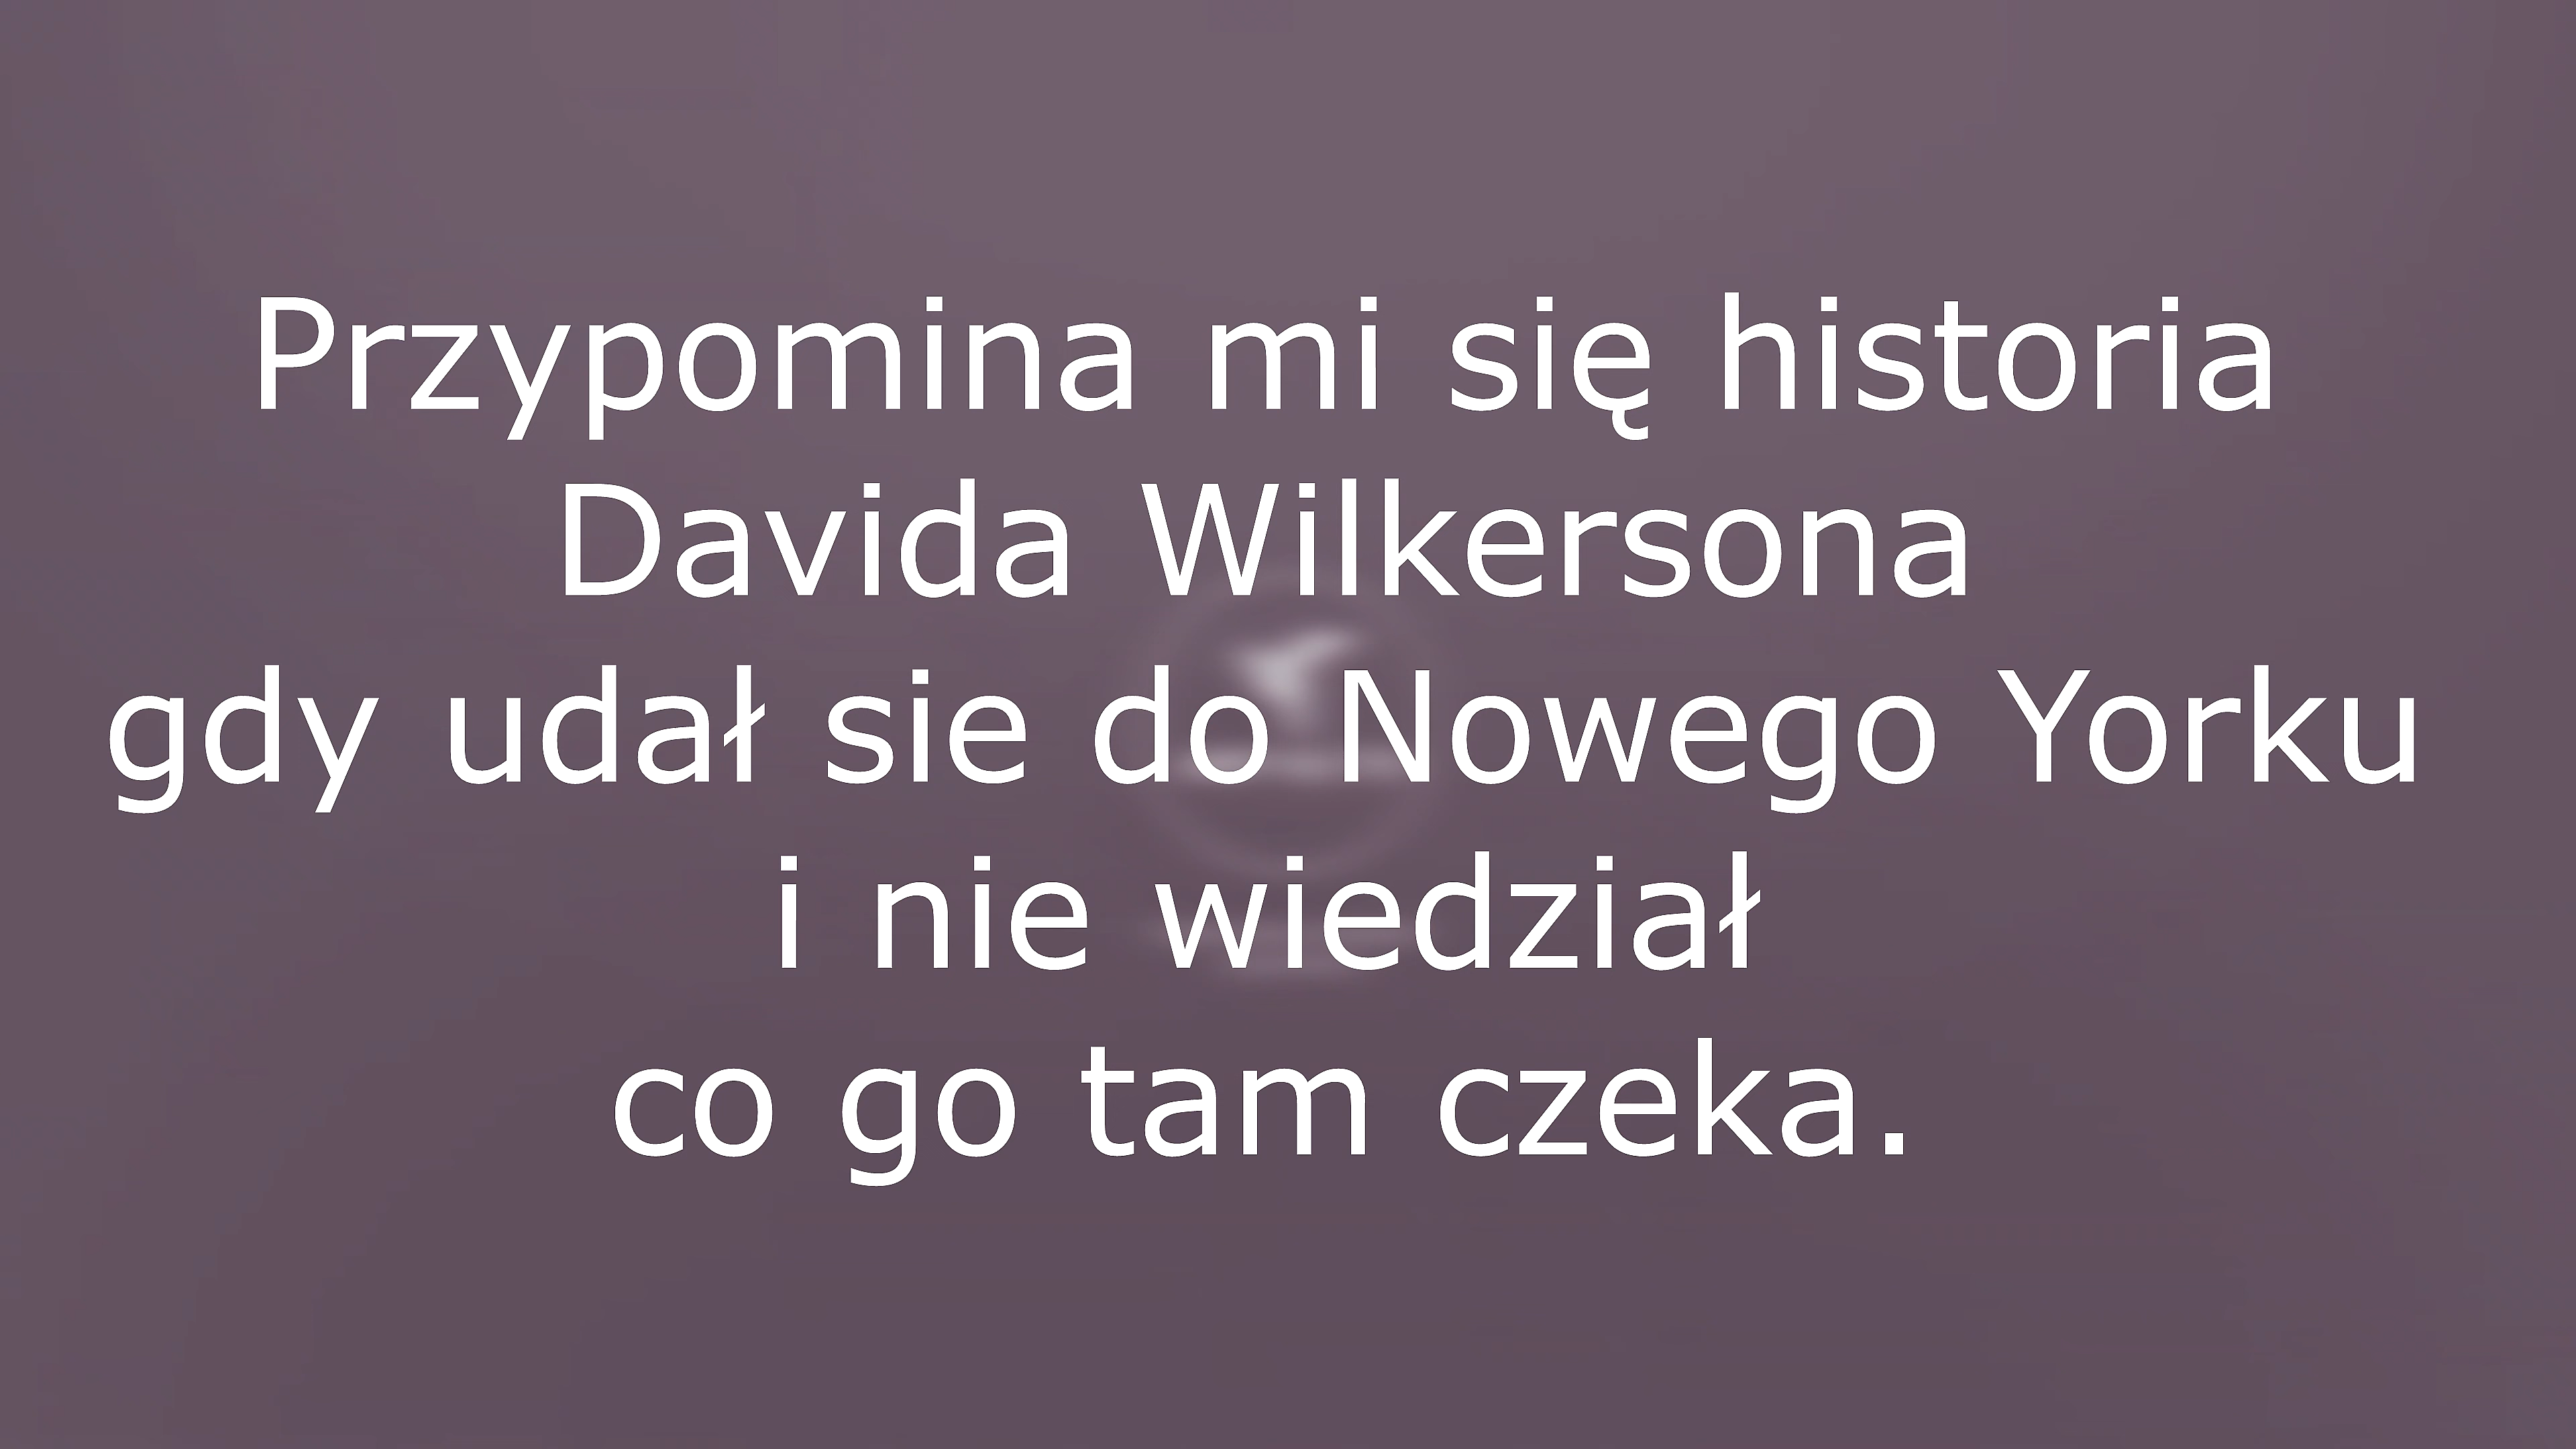 Przypomina mi się historia
Davida Wilkersona
gdy udał sie do Nowego Yorku
i nie wiedział
co go tam czeka.